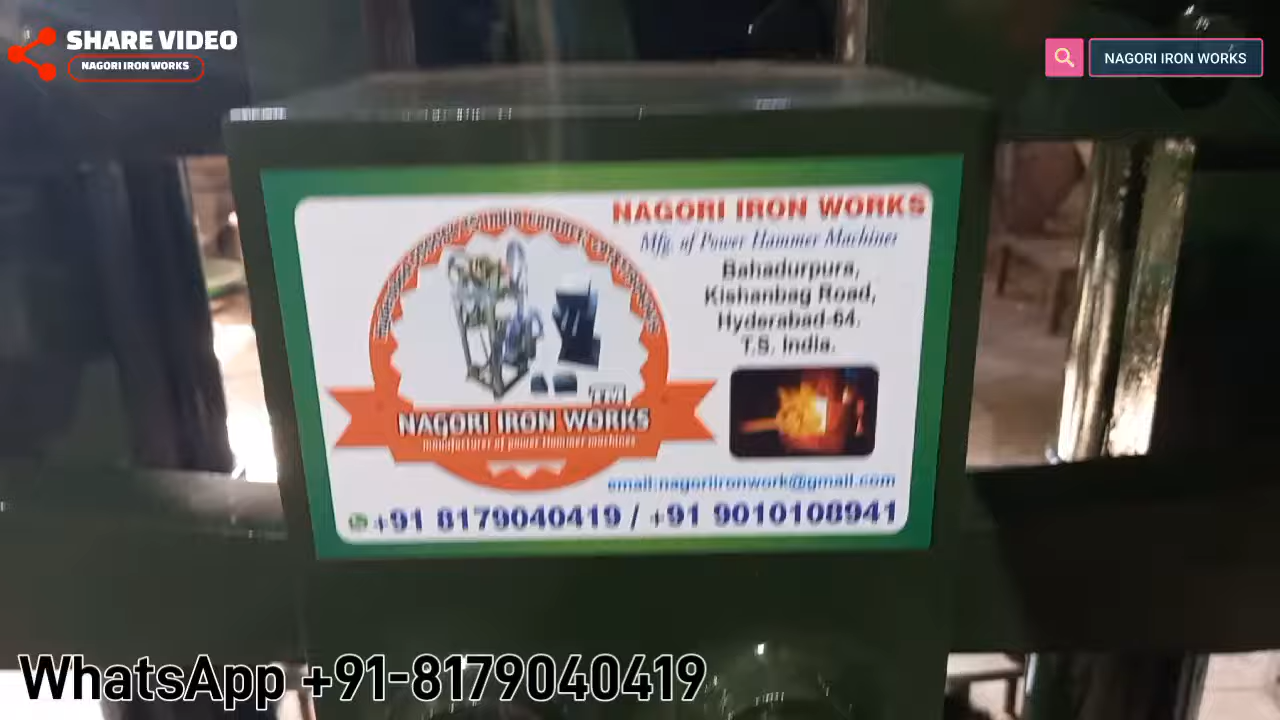 SHARE VIDEO
NAGORI IRON WORKS
NAGORI IRON WORKS
NAGORI IRON WORKS
Mfg. of Power Hammer Machines
Bahadurpura,
Kishanbag Road,
Hyderabad-64.
T.S. India.
TM
NAGORI IRON WORKS
manufacturer of power Hammer machines
email:nagoriironwork@gmail.com
+91 8179040419 / +91 9010108941
WhatsApp +91-8179040419